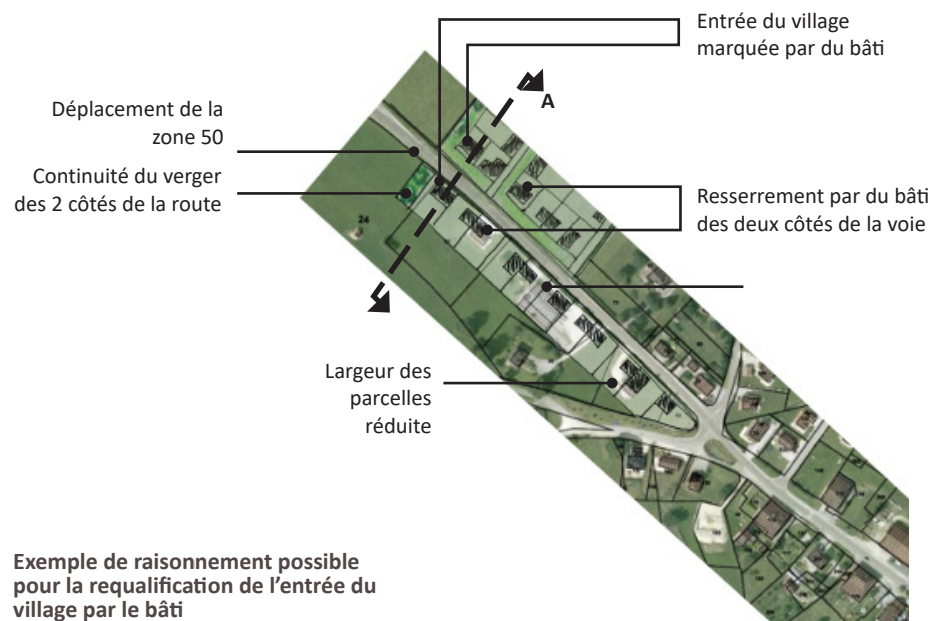 Entrée du village
marquée par du bâti
A
Déplacement de la
zone 50
Continuité du verger
des 2 côtés de la route
24
Resserrement par du bâti
des deux côtés de la voie
Largeur des
parcelles
réduite
Exemple de raisonnement possible
pour la requalification de l'entrée du
village par le bâti